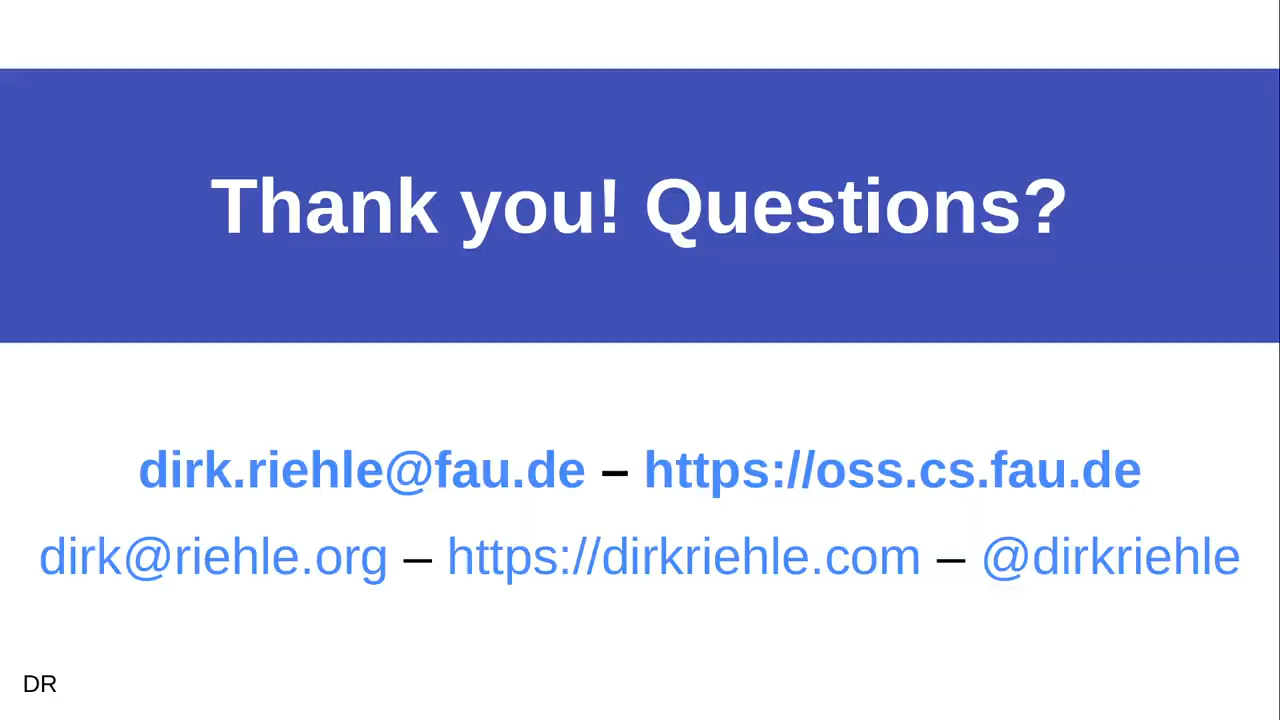 Thank you! Questions?
dirk.riehle@fau.de – https://oss.cs.fau.de
dirk@riehle.org – https://dirkriehle.com – @dirkriehle
DR